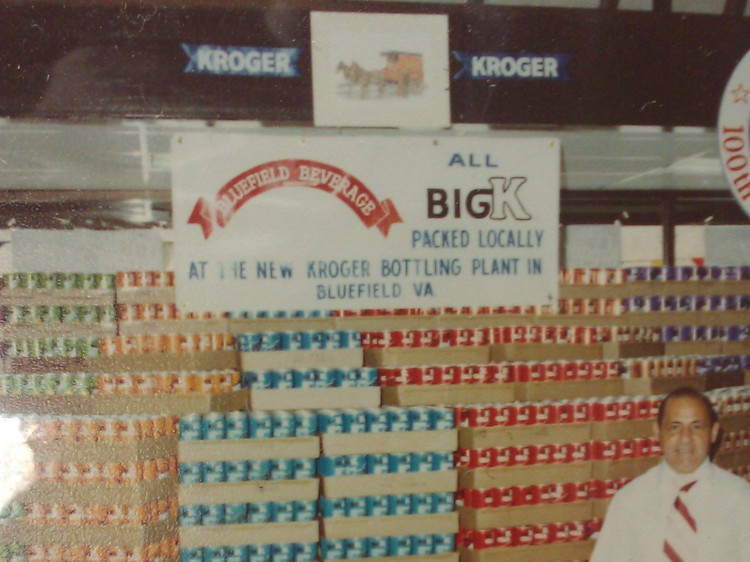 KROGER
KROGER
BLUEFIELD BEVERAGE
ALL
BIG K
PACKED LOCALLY
AT THE NEW KROGER BOTTLING PLANT IN
BLUEFIELD VA
100th